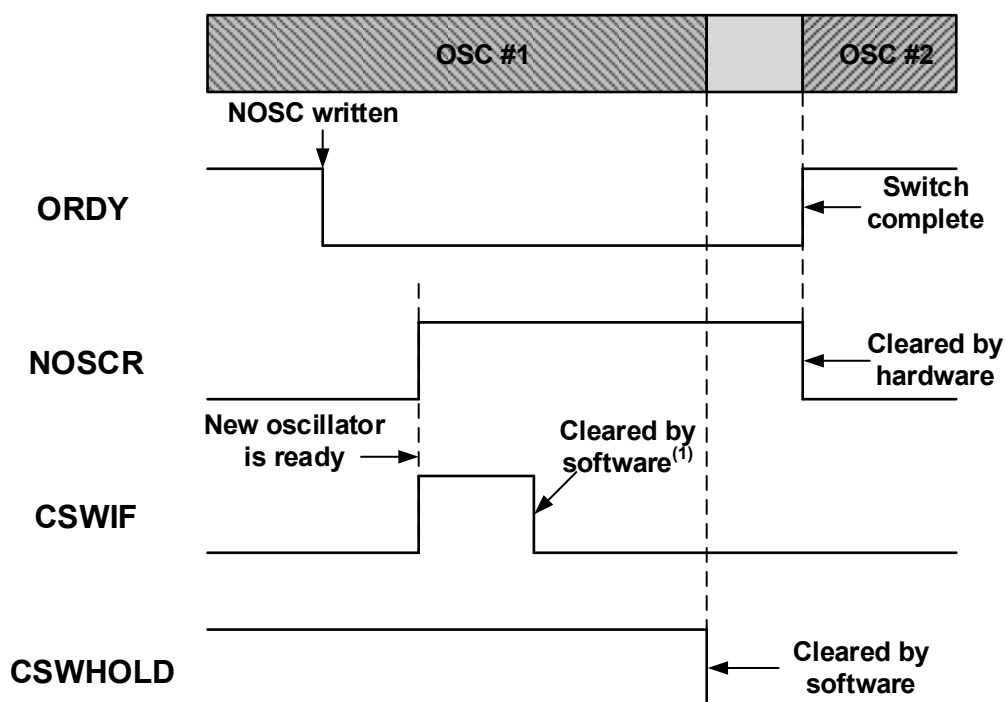 OSC #1
OSC #2
NOSC written
ORDY
Switch
complete
NOSCR
Cleared by
hardware
New oscillator
is ready
Cleared by
software(1)
CSWIF
CSWHOLD
Cleared by
software